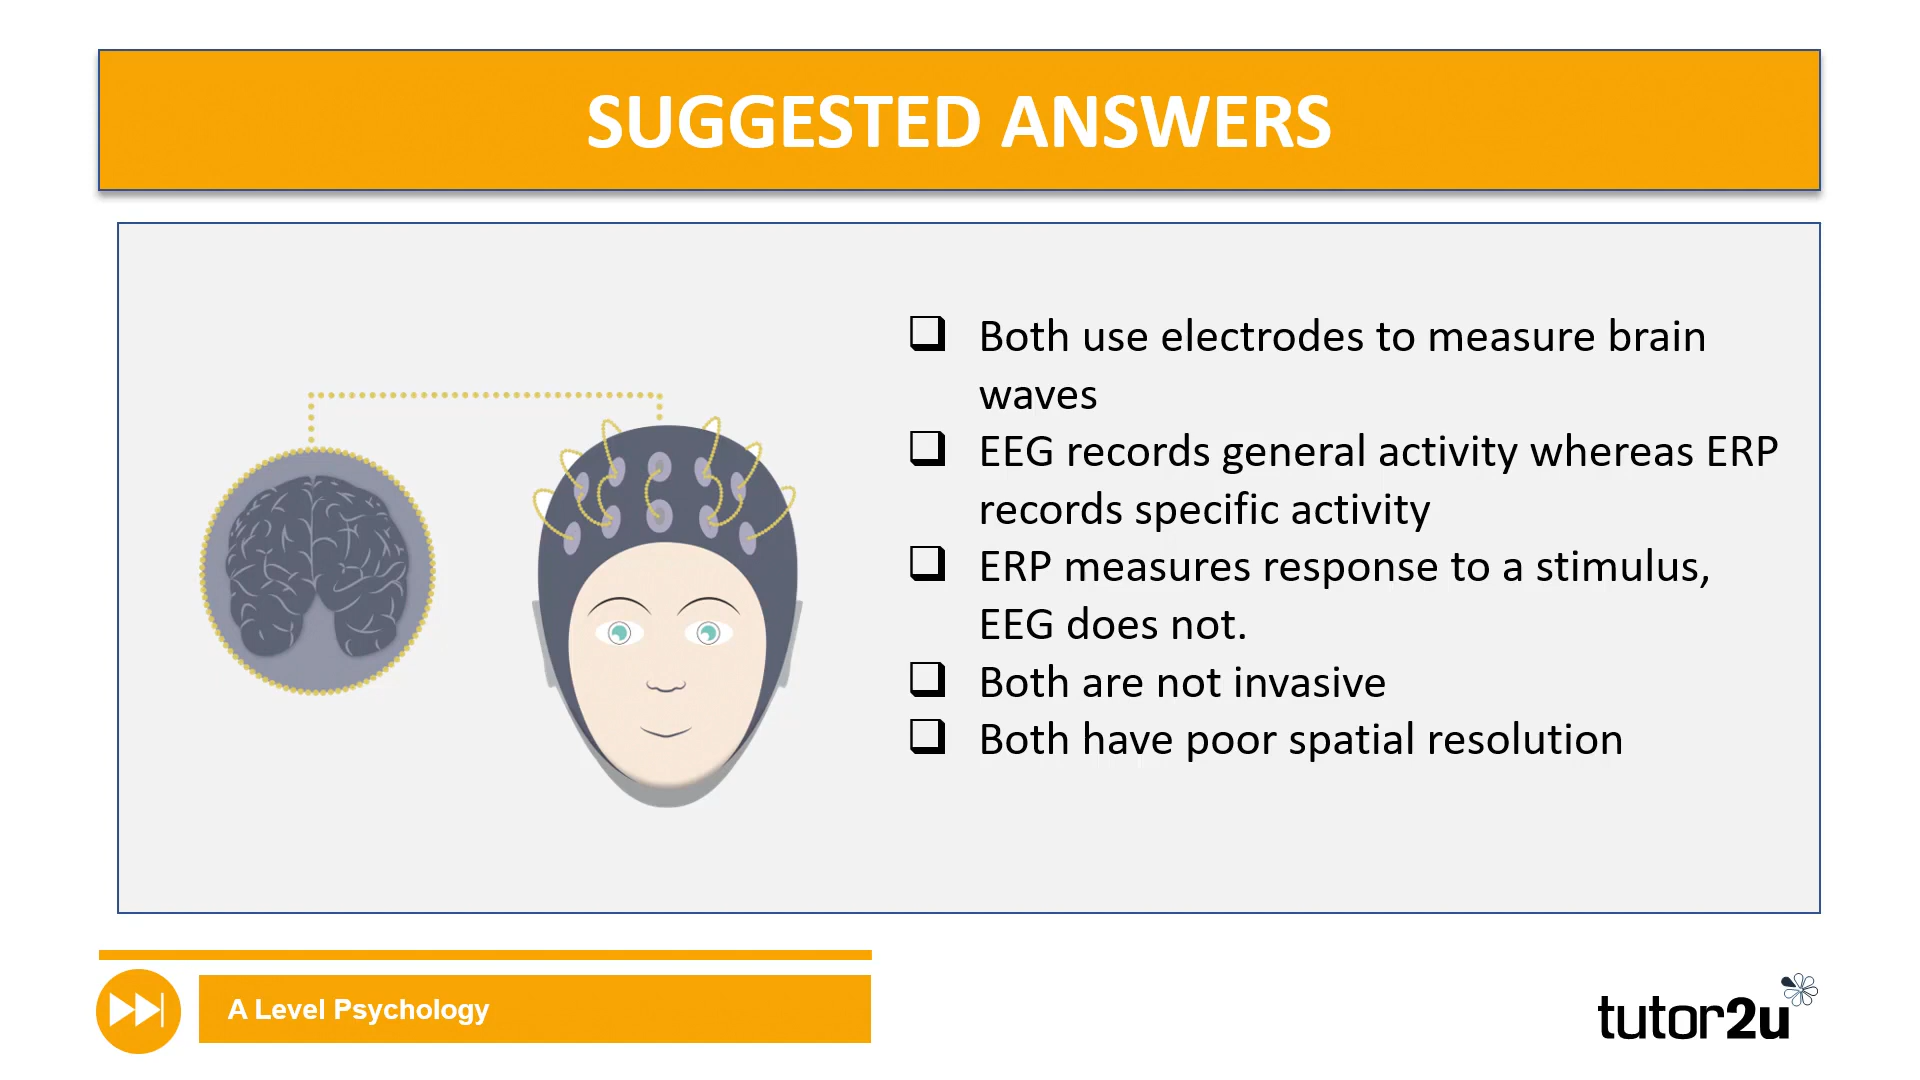 SUGGESTED ANSWERS
Both use electrodes to measure brain
waves
EEG records general activity whereas ERP
records specific activity
ERP measures response to a stimulus,
EEG does not.
Both are not invasive
Both have poor spatial resolution
A Level Psychology
tutor2u